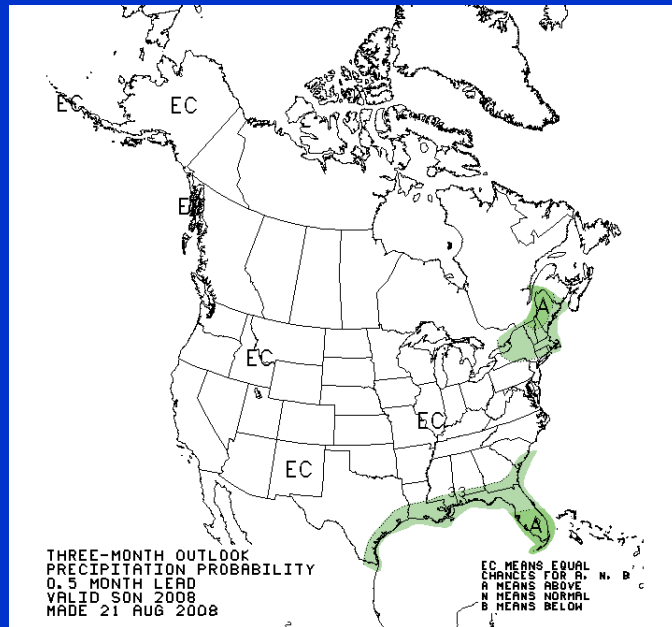 EC
EC
EC
A
EC
EC
EC
33
A
THREE-MONTH OUTLOOK
PRECIPITATION PROBABILITY
0.5 MONTH LEAD
VALID SON 2008
MADE 21 AUG 2008
EC MEANS EQUAL
CHANCES FOR A, N, B
A MEANS ABOVE
N MEANS NORMAL
B MEANS BELOW